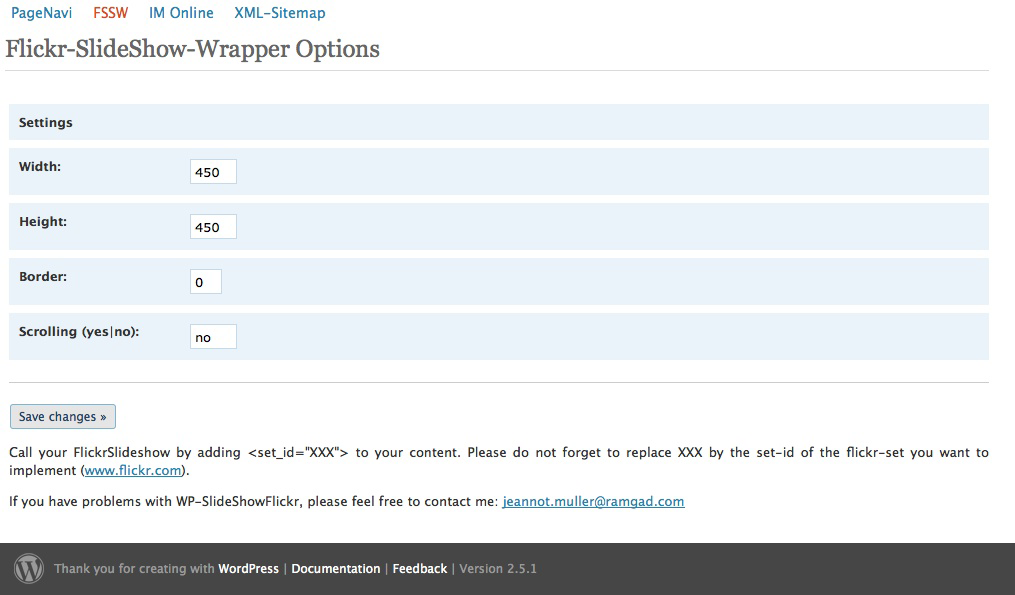 PageNavi FSSW IM Online XML-Sitemap
Flickr-SlideShow-Wrapper Options
Settings
Width: 450
Height: 450
Border: 0
Scrolling (yes|no): no
Save changes »
Call your FlickrSlideshow by adding <set_id="XXX"> to your content. Please do not forget to replace XXX by the set-id of the flickr-set you want to
implement (www.flickr.com).
If you have problems with WP-SlideShowFlickr, please feel free to contact me: jeannot.muller@ramgad.com
Thank you for creating with WordPress | Documentation | Feedback | Version 2.5.1